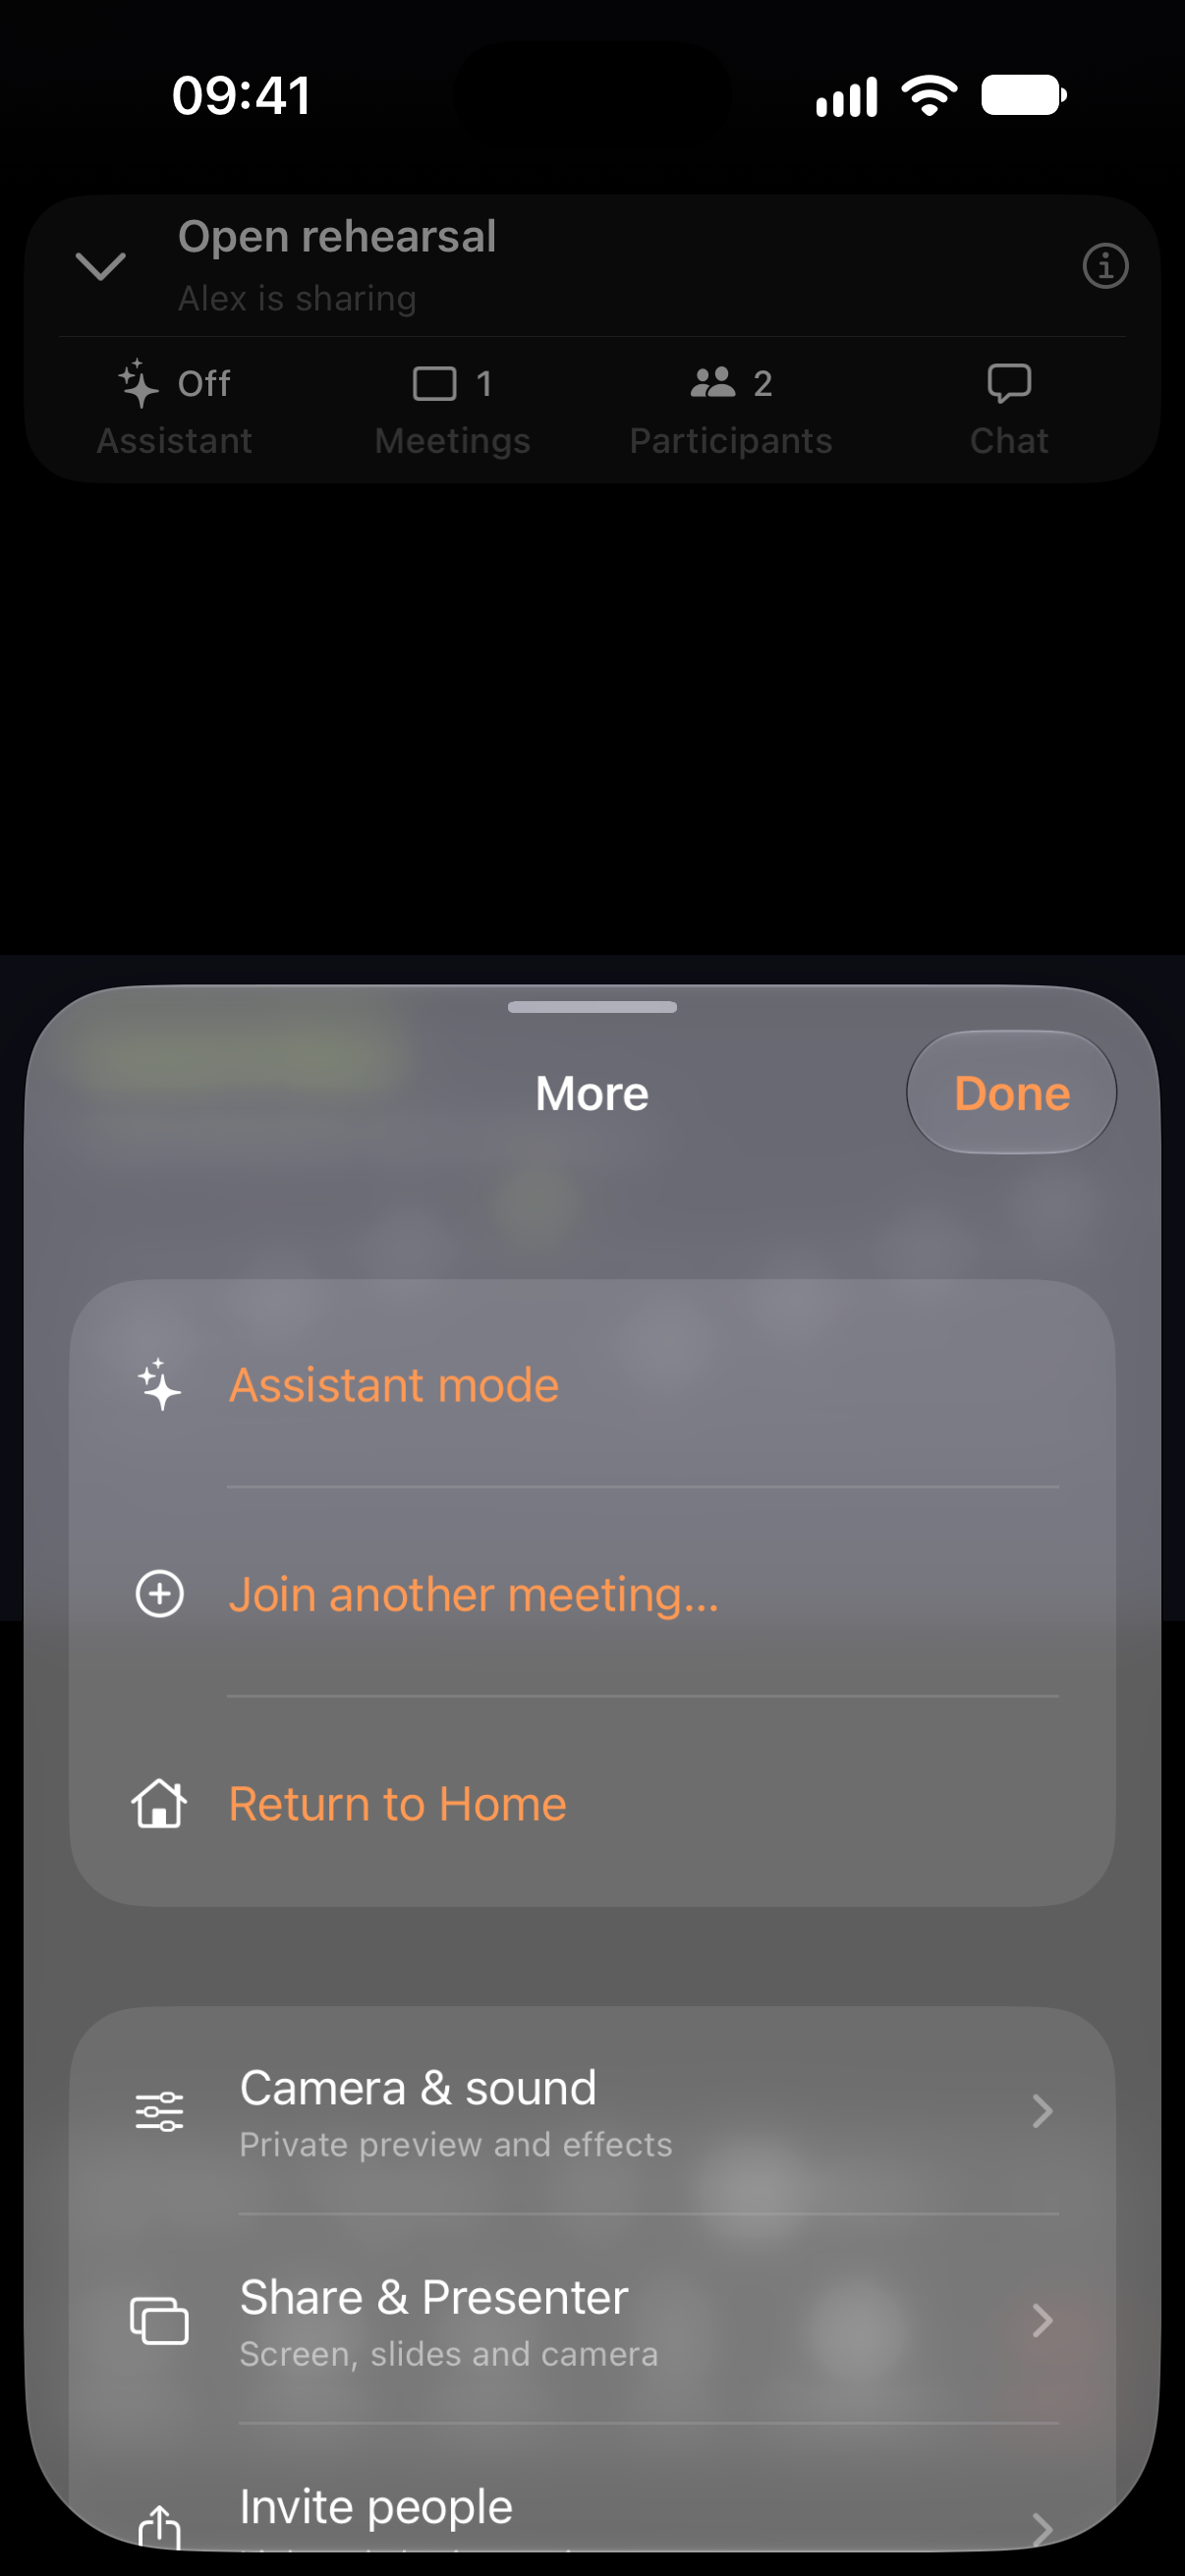 09:41
Open rehearsal
Alex is sharing
Off
1
2
Assistant
Meetings
Participants
Chat
More
Done
Assistant mode
Join another meeting...
Return to Home
Camera & sound
Private preview and effects
Share & Presenter
Screen, slides and camera
Invite people